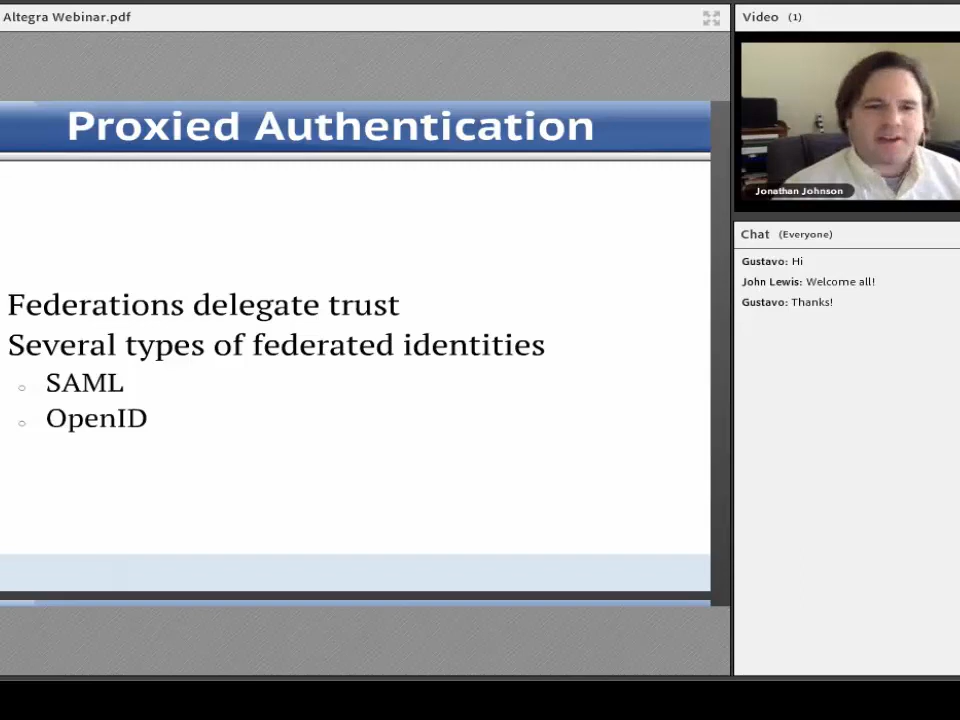 Altegra Webinar.pdf
Proxied Authentication
Federations delegate trust
Several types of federated identities
SAML
OpenID
Video (1)
Jonathan Johnson
Chat (Everyone)
Gustavo: Hi
John Lewis: Welcome all!
Gustavo: Thanks!